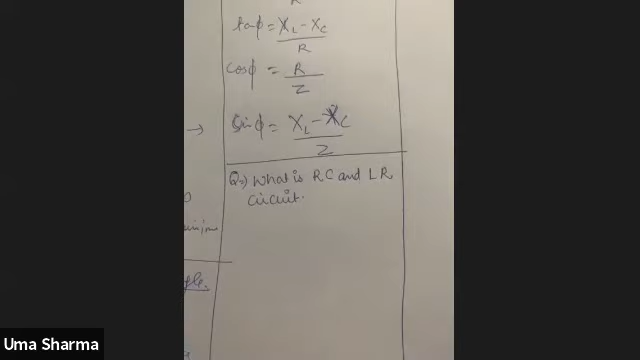 R
tanϕ = X_L - X_C
R
cosϕ = R
Z
→ Sinϕ = X_L - X_C
Z
Q.) What is RC and LR
circuit.
Uma Sharma